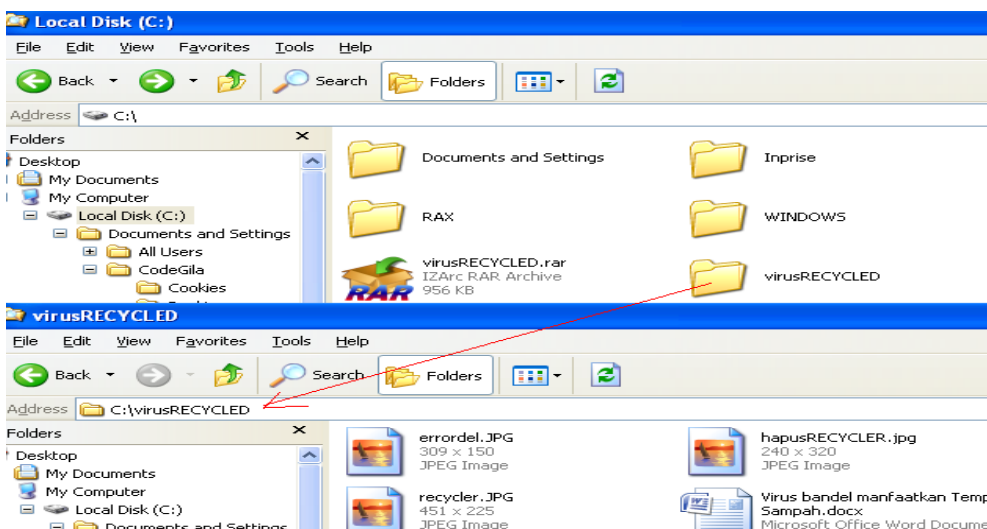 Local Disk (C:)
File Edit View Favorites Tools Help
Back Search Folders
Address C:\
Folders ×
Desktop
My Documents
My Computer
Local Disk (C:)
Documents and Settings
All Users
CodeGila
Cookies
Documents and Settings
Inprise
RAX
WINDOWS
virusRECYCLED.rar
IZArc RAR Archive
956 KB
RAR
virusRECYCLED
virusRECYCLED
File Edit View Favorites Tools Help
Back Search Folders
Address C:\virusRECYCLED
Folders ×
Desktop
My Documents
My Computer
Local Disk (C:)
Documents and Settings
errordel.JPG
309 x 150
JPEG Image
hapusRECYCLER.jpg
240 x 320
JPEG Image
recycler.JPG
451 x 225
JPEG Image
Virus bandel manfaatkan Temp
Sampah.docx
Microsoft Office Word Docume